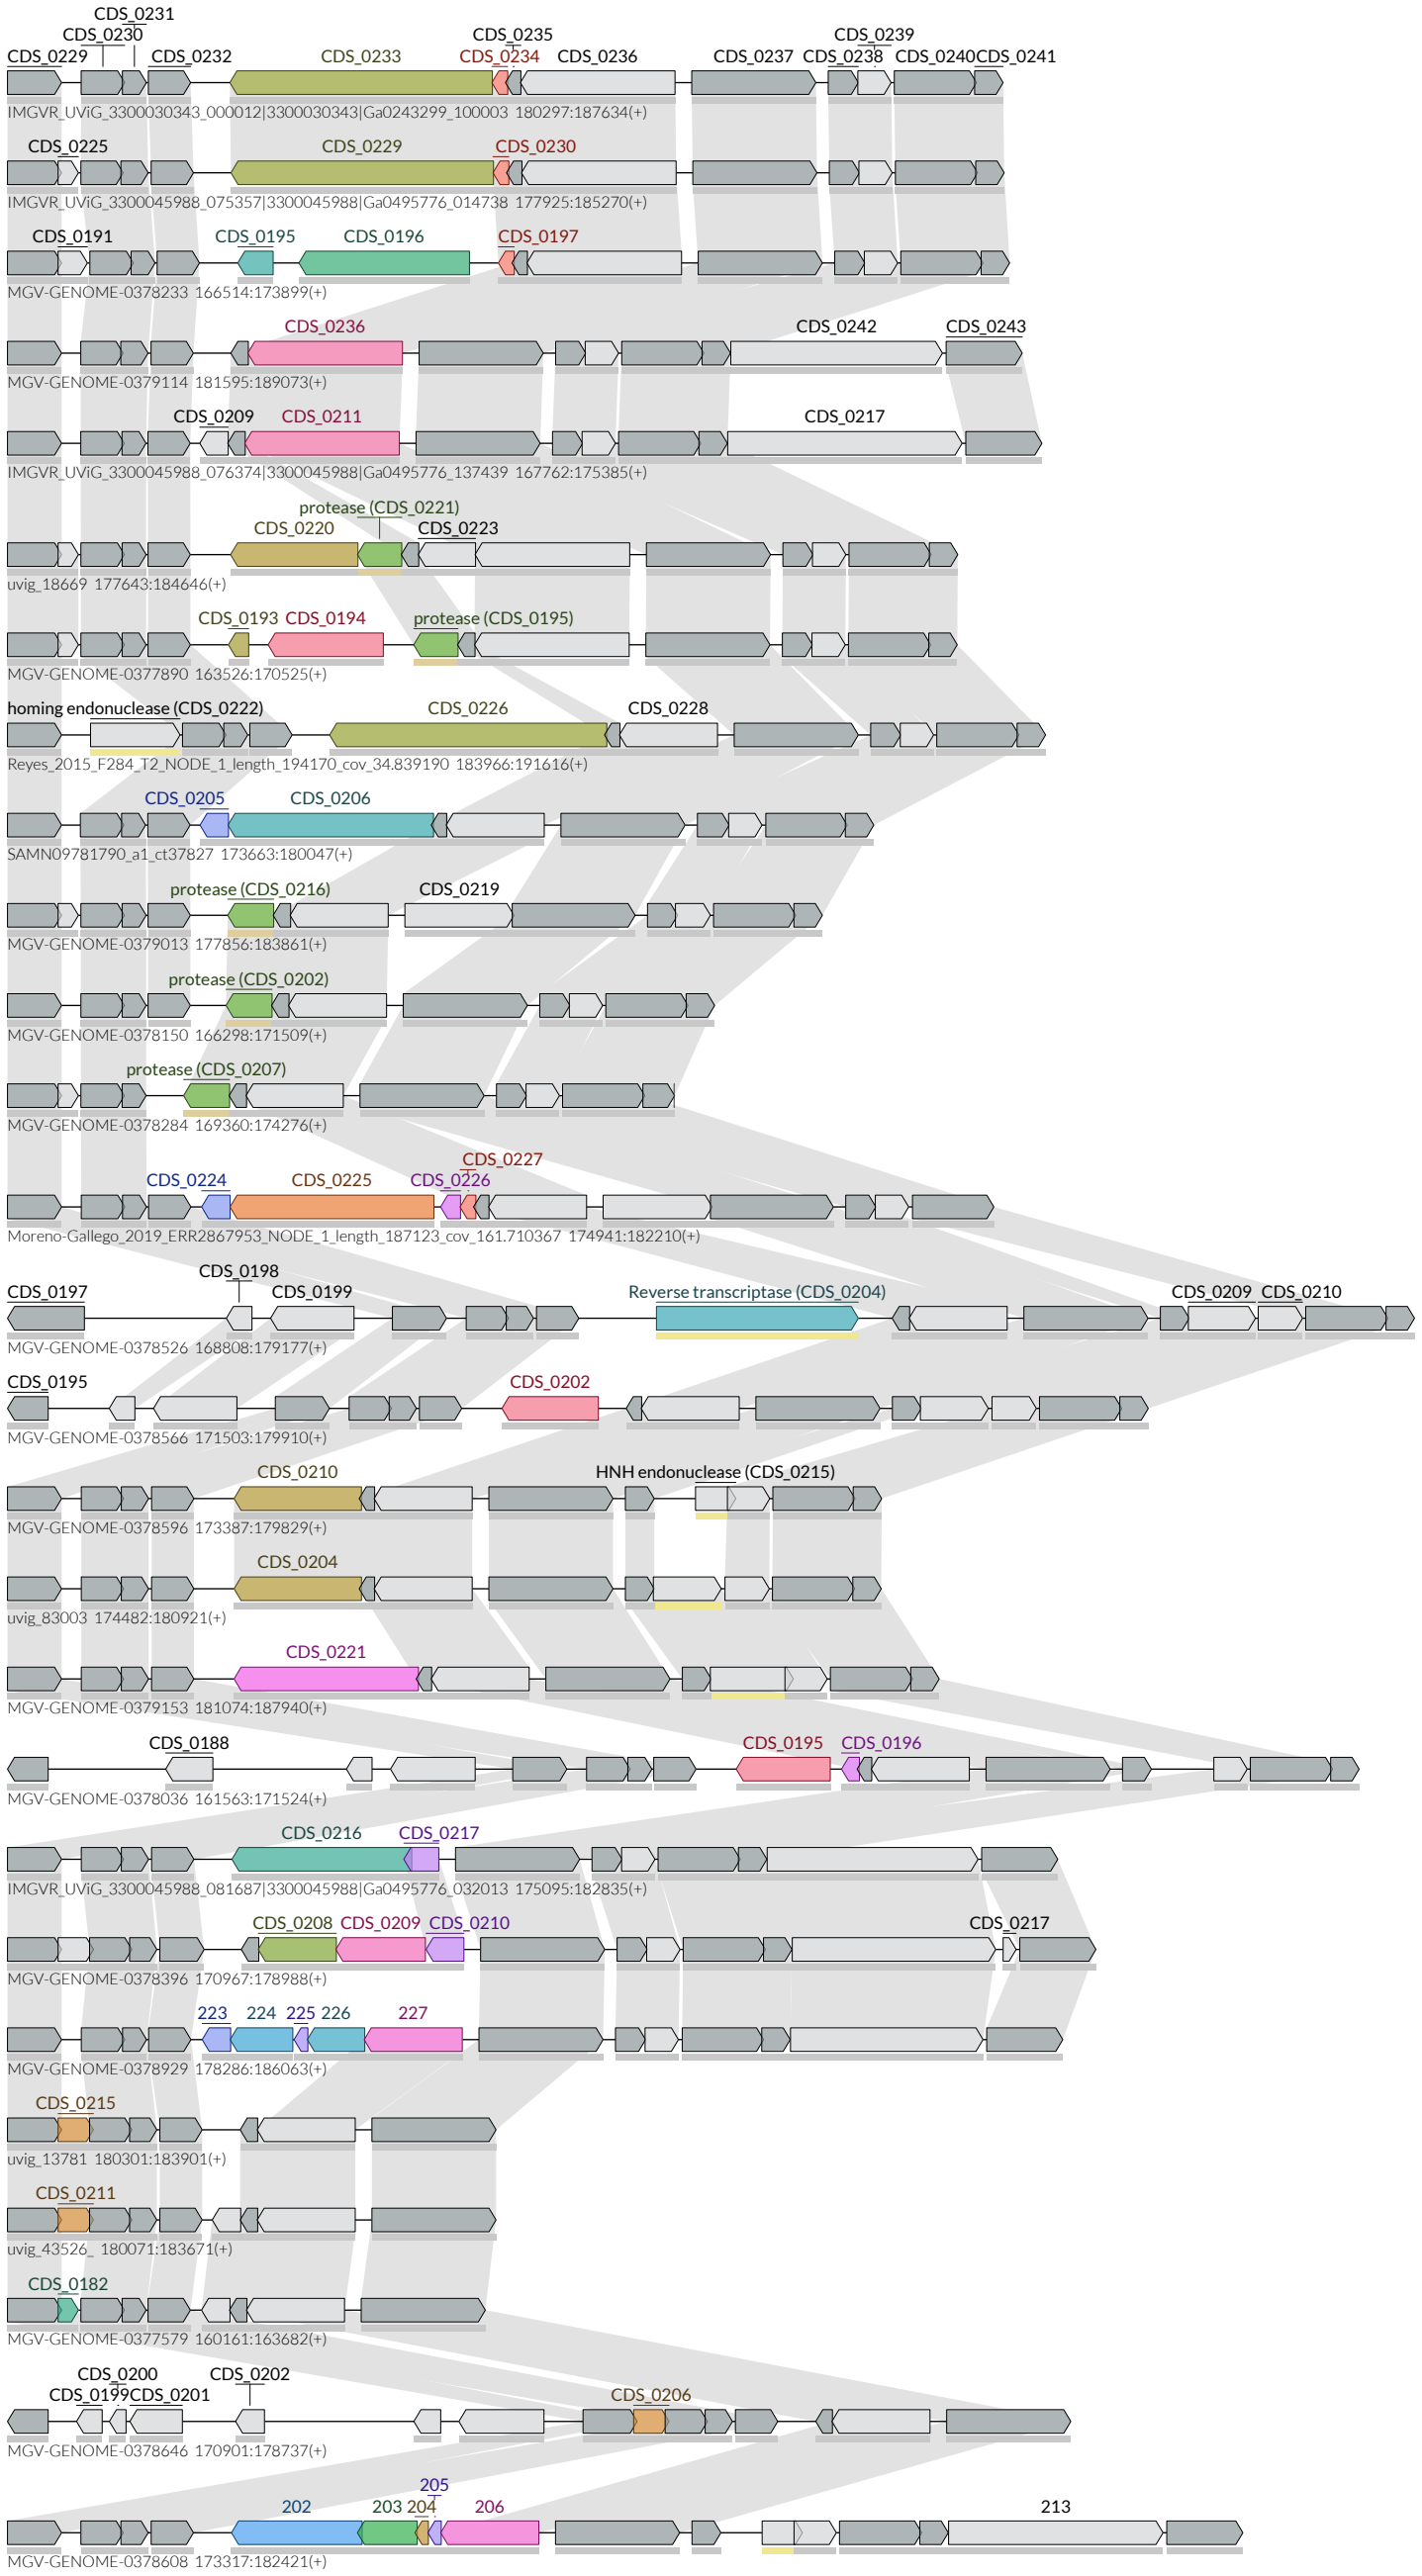 CDS_0231
CDS_0230 CDS_0235 CDS_0239
CDS_0229 CDS_0232 CDS_0233 CDS_0234 CDS_0236 CDS_0237 CDS_0238 CDS_0240 CDS_0241
IMGVR_UViG_3300030343_000012|3300030343|Ga0243299_100003 180297:187634(+)
CDS_0225 CDS_0229 CDS_0230
IMGVR_UViG_3300045988_075357|3300045988|Ga0495776_014738 177925:185270(+)
CDS_0191 CDS_0195 CDS_0196 CDS_0197
MGV-GENOME-0378233 166514:173899(+)
CDS_0236 CDS_0242 CDS_0243
MGV-GENOME-0379114 181595:189073(+)
CDS_0209 CDS_0211 CDS_0217
IMGVR_UViG_3300045988_076374|3300045988|Ga0495776_137439 167762:175385(+)
protease (CDS_0221)
CDS_0220 CDS_0223
uvig_18669 177643:184646(+)
CDS_0193 CDS_0194 protease (CDS_0195)
MGV-GENOME-0377890 163526:170525(+)
homing endonuclease (CDS_0222) CDS_0226 CDS_0228
Reyes_2015_F284_T2_NODE_1_length_194170_cov_34.839190 183966:191616(+)
CDS_0205 CDS_0206
SAMN09781790_a1_ct37827 173663:180047(+)
protease (CDS_0216) CDS_0219
MGV-GENOME-0379013 177856:183861(+)
protease (CDS_0202)
MGV-GENOME-0378150 166298:171509(+)
protease (CDS_0207)
MGV-GENOME-0378284 169360:174276(+)
CDS_0227
CDS_0224 CDS_0225 CDS_0226
Moreno-Gallego_2019_ERR2867953_NODE_1_length_187123_cov_161.710367 174941:182210(+)
CDS_0198
CDS_0197 CDS_0199 Reverse transcriptase (CDS_0204) CDS_0209 CDS_0210
MGV-GENOME-0378526 168808:179177(+)
CDS_0195 CDS_0202
MGV-GENOME-0378566 171503:179910(+)
CDS_0210 HNH endonuclease (CDS_0215)
MGV-GENOME-0378596 173387:179829(+)
CDS_0204
uvig_83003 174482:180921(+)
CDS_0221
MGV-GENOME-0379153 181074:187940(+)
CDS_0188 CDS_0195 CDS_0196
MGV-GENOME-0378036 161563:171524(+)
CDS_0216 CDS_0217
IMGVR_UViG_3300045988_081687|3300045988|Ga0495776_032013 175095:182835(+)
CDS_0208 CDS_0209 CDS_0210 CDS_0217
MGV-GENOME-0378396 170967:178988(+)
223 224 225 226 227
MGV-GENOME-0378929 178286:186063(+)
CDS_0215
uvig_13781 180301:183901(+)
CDS_0211
uvig_43526_ 180071:183671(+)
CDS_0182
MGV-GENOME-0377579 160161:163682(+)
CDS_0200 CDS_0202
CDS_0199 CDS_0201 CDS_0206
MGV-GENOME-0378646 170901:178737(+)
205
202 203 204 206 213
MGV-GENOME-0378608 173317:182421(+)